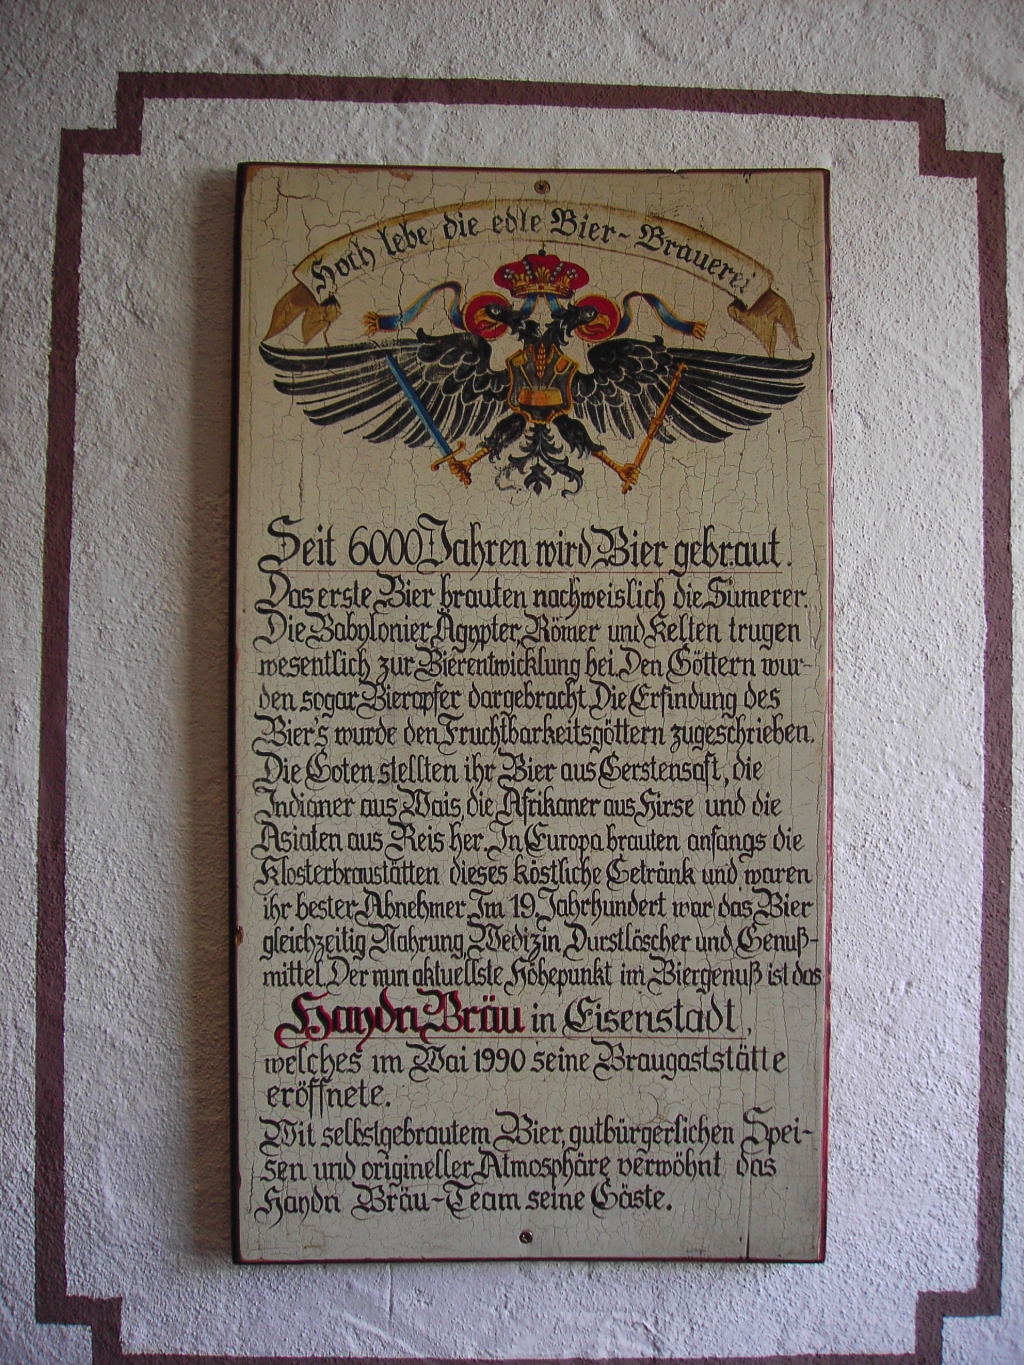 Hoch lebe die edle Bier-Brauerei
Seit 6000 Jahren wird Bier gebraut.
Das erste Bier brauten nachweislich die Sumerer.
Die Babylonier, Ägypter, Römer und Kelten trugen
wesentlich zur Bierentwicklung bei. Den Göttern wur-
den sogar Bieropfer dargebracht. Die Erfindung des
Bier's wurde den Fruchtbarkeitsgöttern zugeschrieben.
Die Goten stellten ihr Bier aus Gerstensaft, die
Indianer aus Mais, die Afrikaner aus Hirse und die
Asiaten aus Reis her. In Europa brauten anfangs die
Klosterbraustätten dieses köstliche Getränk und waren
ihr bester Abnehmer. Im 19. Jahrhundert war das Bier
gleichzeitig Nahrung, Medizin, Durstlöscher und Genuß-
mittel. Der nun aktuellste Höhepunkt im Biergenuß ist das
Haydn Bräu in Eisenstadt,
welches im Mai 1990 seine Braugaststätte
eröffnete.
Mit selbstgebrautem Bier, gutbürgerlichen Spei-
sen und origineller Atmosphäre verwöhnt das
Haydn Bräu-Team seine Gäste.